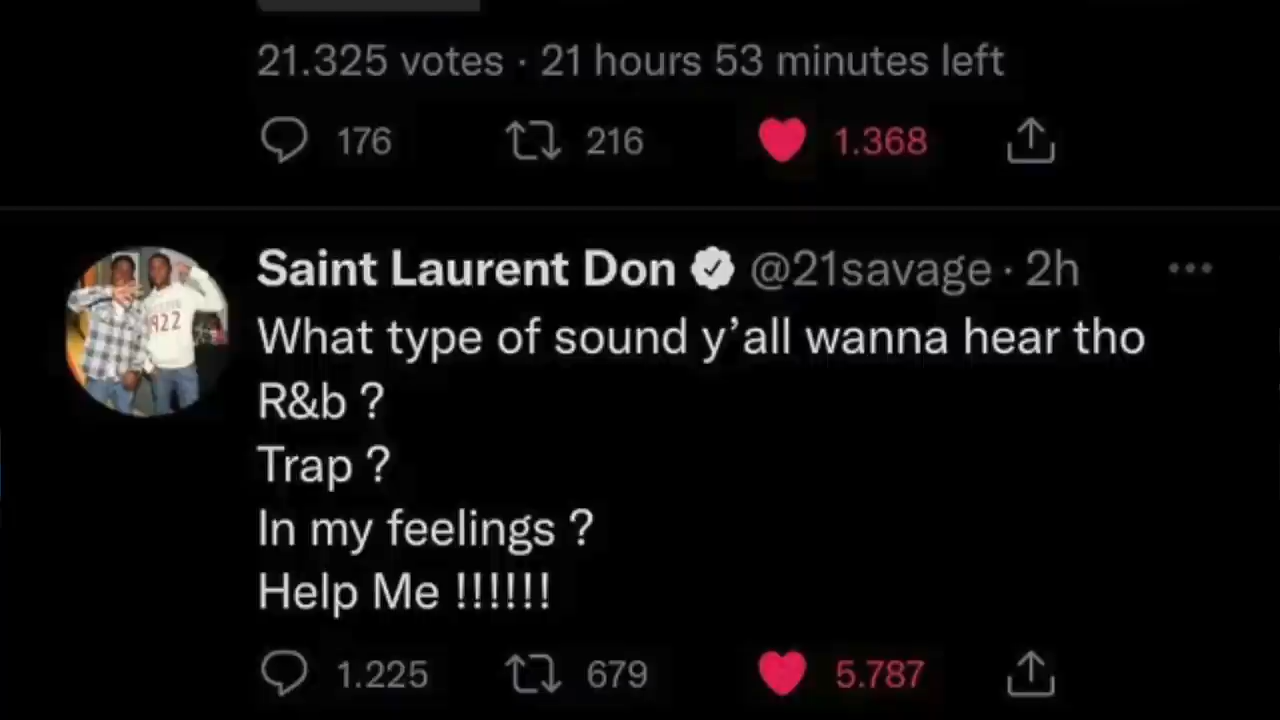 21.325 votes · 21 hours 53 minutes left
176 216 1.368
Saint Laurent Don @21savage · 2h
What type of sound y’all wanna hear tho
R&b ?
Trap ?
In my feelings ?
Help Me !!!!!!
1.225 679 5.787